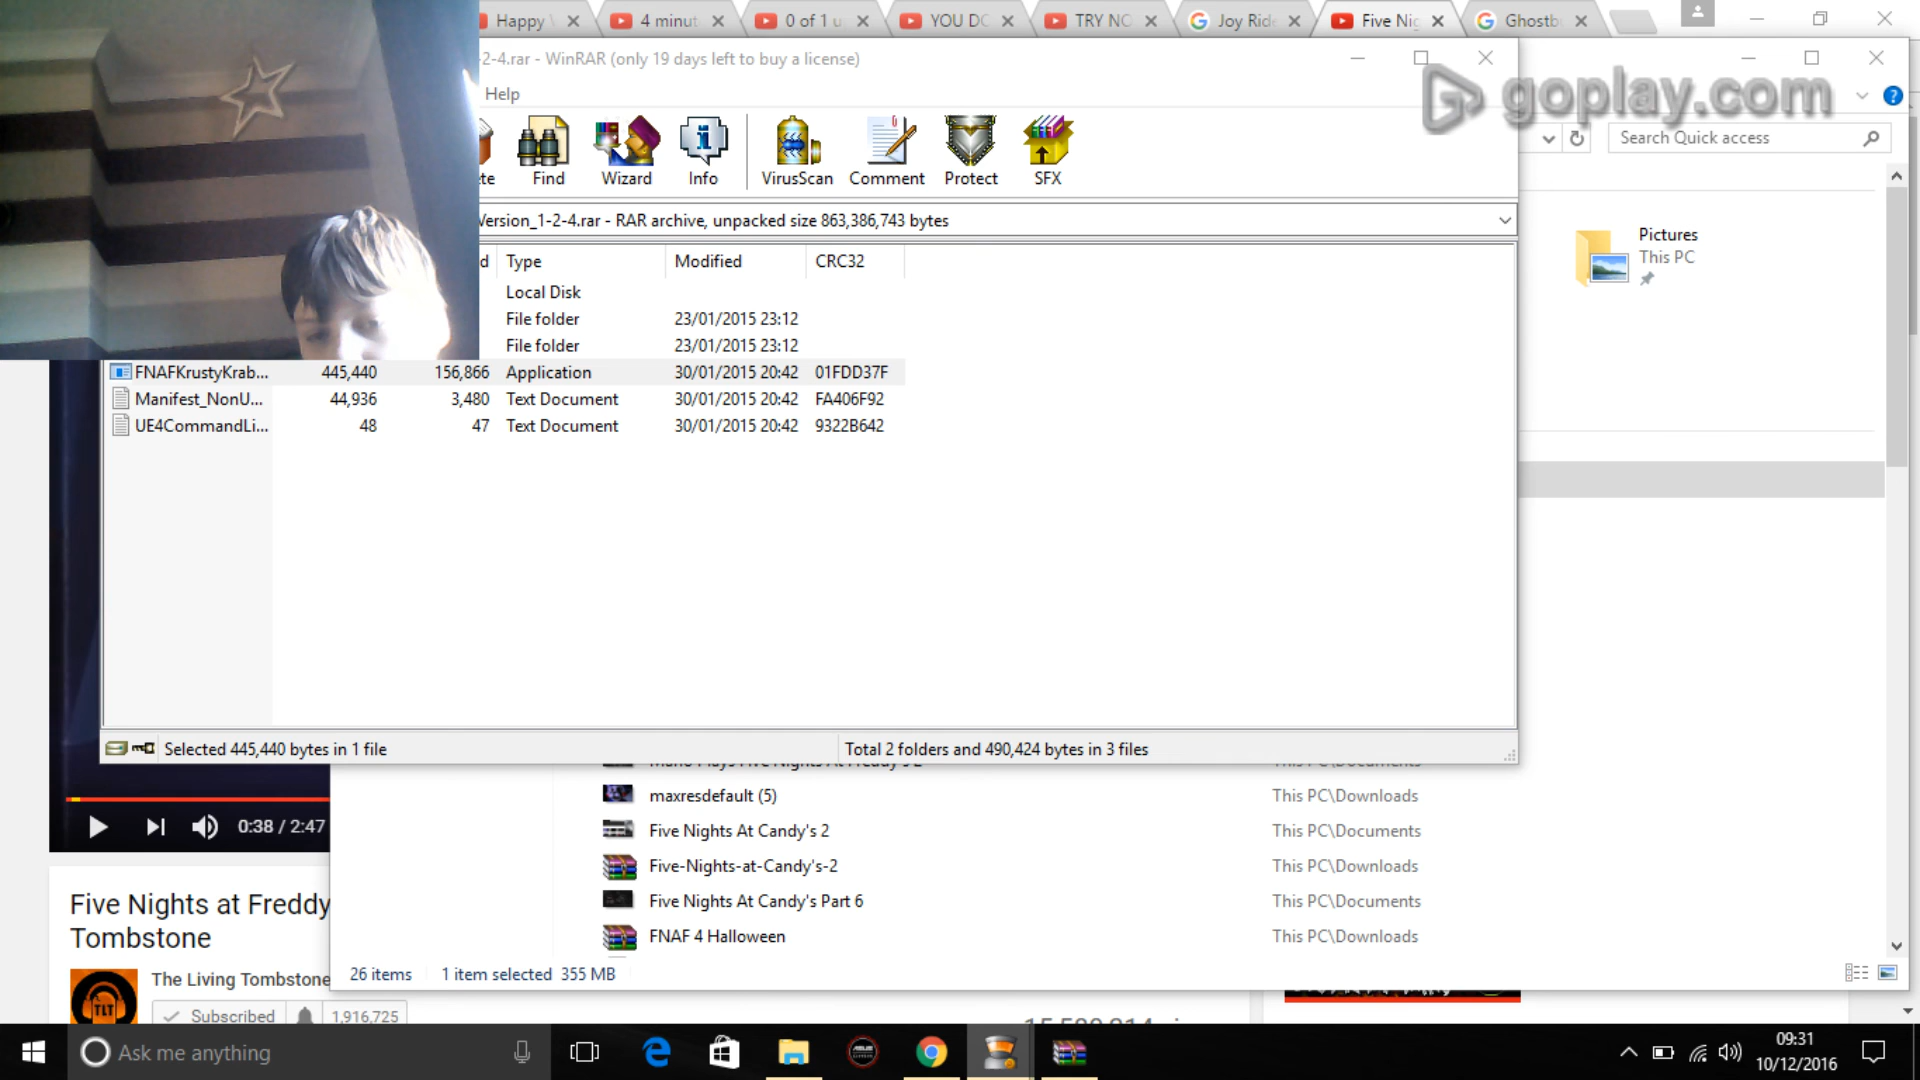 Happy
4 minut
0 of 1 u
YOU DO
TRY NO
Joy Ride
Five Nig
Ghostb
-2-4.rar - WinRAR (only 19 days left to buy a license)
goplay.com
Help
Search Quick access
Find
Wizard
Info
VirusScan
Comment
Protect
SFX
Version_1-2-4.rar - RAR archive, unpacked size 863,386,743 bytes
Pictures
This PC
Type
Modified
CRC32
Local Disk
File folder 23/01/2015 23:12
File folder 23/01/2015 23:12
FNAFKrustyKrab... 445,440 156,866 Application 30/01/2015 20:42 01FDD37F
Manifest_NonU... 44,936 3,480 Text Document 30/01/2015 20:42 FA406F92
UE4CommandLi... 48 47 Text Document 30/01/2015 20:42 9322B642
Selected 445,440 bytes in 1 file
Total 2 folders and 490,424 bytes in 3 files
maxresdefault (5) This PC\Downloads
0:38 / 2:47
Five Nights At Candy's 2 This PC\Documents
Five-Nights-at-Candy's-2 This PC\Downloads
Five Nights At Candy's Part 6 This PC\Documents
FNAF 4 Halloween This PC\Downloads
Five Nights at Freddy
Tombstone
26 items 1 item selected 355 MB
The Living Tombstone
TLT
Subscribed 1,916,725
Ask me anything
09:31
10/12/2016